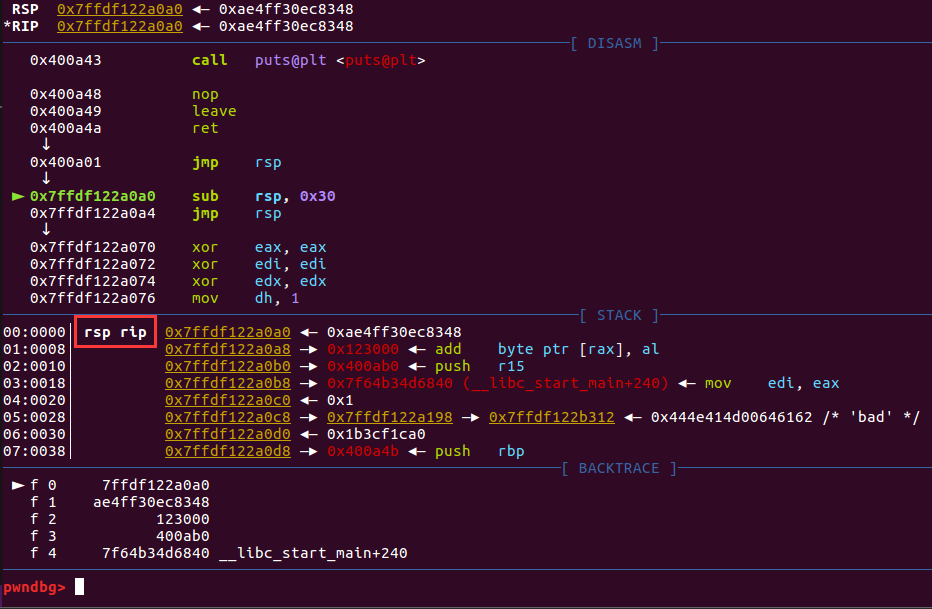 RSP  0x7ffdf122a0a0 ◂— 0xae4ff30ec8348
*RIP  0x7ffdf122a0a0 ◂— 0xae4ff30ec8348
[ DISASM ]
0x400a43          call   puts@plt <puts@plt>
0x400a48          nop
0x400a49          leave
0x400a4a          ret
↓
0x400a01          jmp    rsp
↓
► 0x7ffdf122a0a0    sub    rsp, 0x30
0x7ffdf122a0a4    jmp    rsp
↓
0x7ffdf122a070    xor    eax, eax
0x7ffdf122a072    xor    edi, edi
0x7ffdf122a074    xor    edx, edx
0x7ffdf122a076    mov    dh, 1
[ STACK ]
00:0000│ rsp rip  0x7ffdf122a0a0 ◂— 0xae4ff30ec8348
01:0008│          0x7ffdf122a0a8 —▸ 0x123000 ◂— add    byte ptr [rax], al
02:0010│          0x7ffdf122a0b0 —▸ 0x400ab0 ◂— push   r15
03:0018│          0x7ffdf122a0b8 —▸ 0x7f64b34d6840 (__libc_start_main+240) ◂— mov    edi, eax
04:0020│          0x7ffdf122a0c0 ◂— 0x1
05:0028│          0x7ffdf122a0c8 —▸ 0x7ffdf122a198 —▸ 0x7ffdf122b312 ◂— 0x444e414d00646162 /* 'bad' */
06:0030│          0x7ffdf122a0d0 ◂— 0x1b3cf1ca0
07:0038│          0x7ffdf122a0d8 —▸ 0x400a4b ◂— push   rbp
[ BACKTRACE ]
► f 0     7ffdf122a0a0
f 1    ae4ff30ec8348
f 2           123000
f 3           400ab0
f 4     7f64b34d6840 __libc_start_main+240
pwndbg>